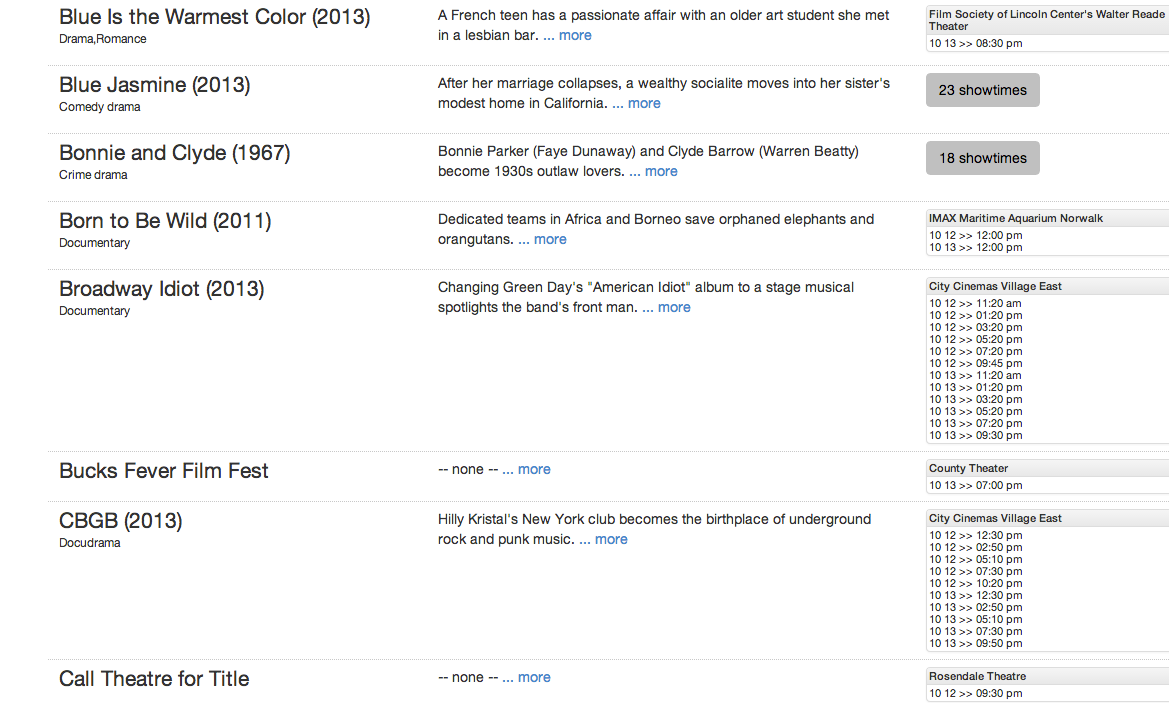 Blue Is the Warmest Color (2013)
Drama,Romance
A French teen has a passionate affair with an older art student she met
in a lesbian bar. ... more
Film Society of Lincoln Center's Walter Reade
Theater
10 13 >> 08:30 pm
Blue Jasmine (2013)
Comedy drama
After her marriage collapses, a wealthy socialite moves into her sister's
modest home in California. ... more
23 showtimes
Bonnie and Clyde (1967)
Crime drama
Bonnie Parker (Faye Dunaway) and Clyde Barrow (Warren Beatty)
become 1930s outlaw lovers. ... more
18 showtimes
Born to Be Wild (2011)
Documentary
Dedicated teams in Africa and Borneo save orphaned elephants and
orangutans. ... more
IMAX Maritime Aquarium Norwalk
10 12 >> 12:00 pm
10 13 >> 12:00 pm
Broadway Idiot (2013)
Documentary
Changing Green Day's "American Idiot" album to a stage musical
spotlights the band's front man. ... more
City Cinemas Village East
10 12 >> 11:20 am
10 12 >> 01:20 pm
10 12 >> 03:20 pm
10 12 >> 05:20 pm
10 12 >> 07:20 pm
10 12 >> 09:45 pm
10 13 >> 11:20 am
10 13 >> 01:20 pm
10 13 >> 03:20 pm
10 13 >> 05:20 pm
10 13 >> 07:20 pm
10 13 >> 09:30 pm
Bucks Fever Film Fest
-- none -- ... more
County Theater
10 13 >> 07:00 pm
CBGB (2013)
Docudrama
Hilly Kristal's New York club becomes the birthplace of underground
rock and punk music. ... more
City Cinemas Village East
10 12 >> 12:30 pm
10 12 >> 02:50 pm
10 12 >> 05:10 pm
10 12 >> 07:30 pm
10 12 >> 10:20 pm
10 13 >> 12:30 pm
10 13 >> 02:50 pm
10 13 >> 05:10 pm
10 13 >> 07:30 pm
10 13 >> 09:50 pm
Call Theatre for Title
-- none -- ... more
Rosendale Theatre
10 12 >> 09:30 pm